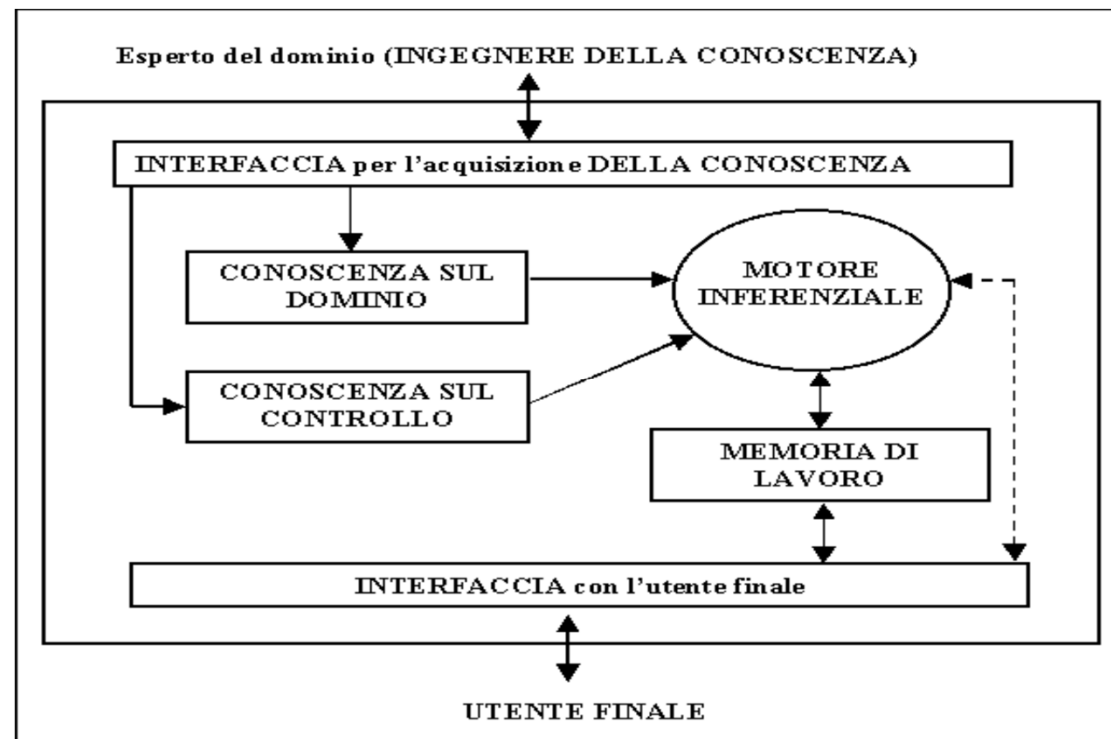 Esperto del dominio (INGEGNERE DELLA CONOSCENZA)
INTERFACCIA per l'acquisizione DELLA CONOSCENZA
CONOSCENZA SUL
DOMINIO
MOTORE
INFERENZIALE
CONOSCENZA SUL
CONTROLLO
MEMORIA DI
LAVORO
INTERFACCIA con l'utente finale
UTENTE FINALE